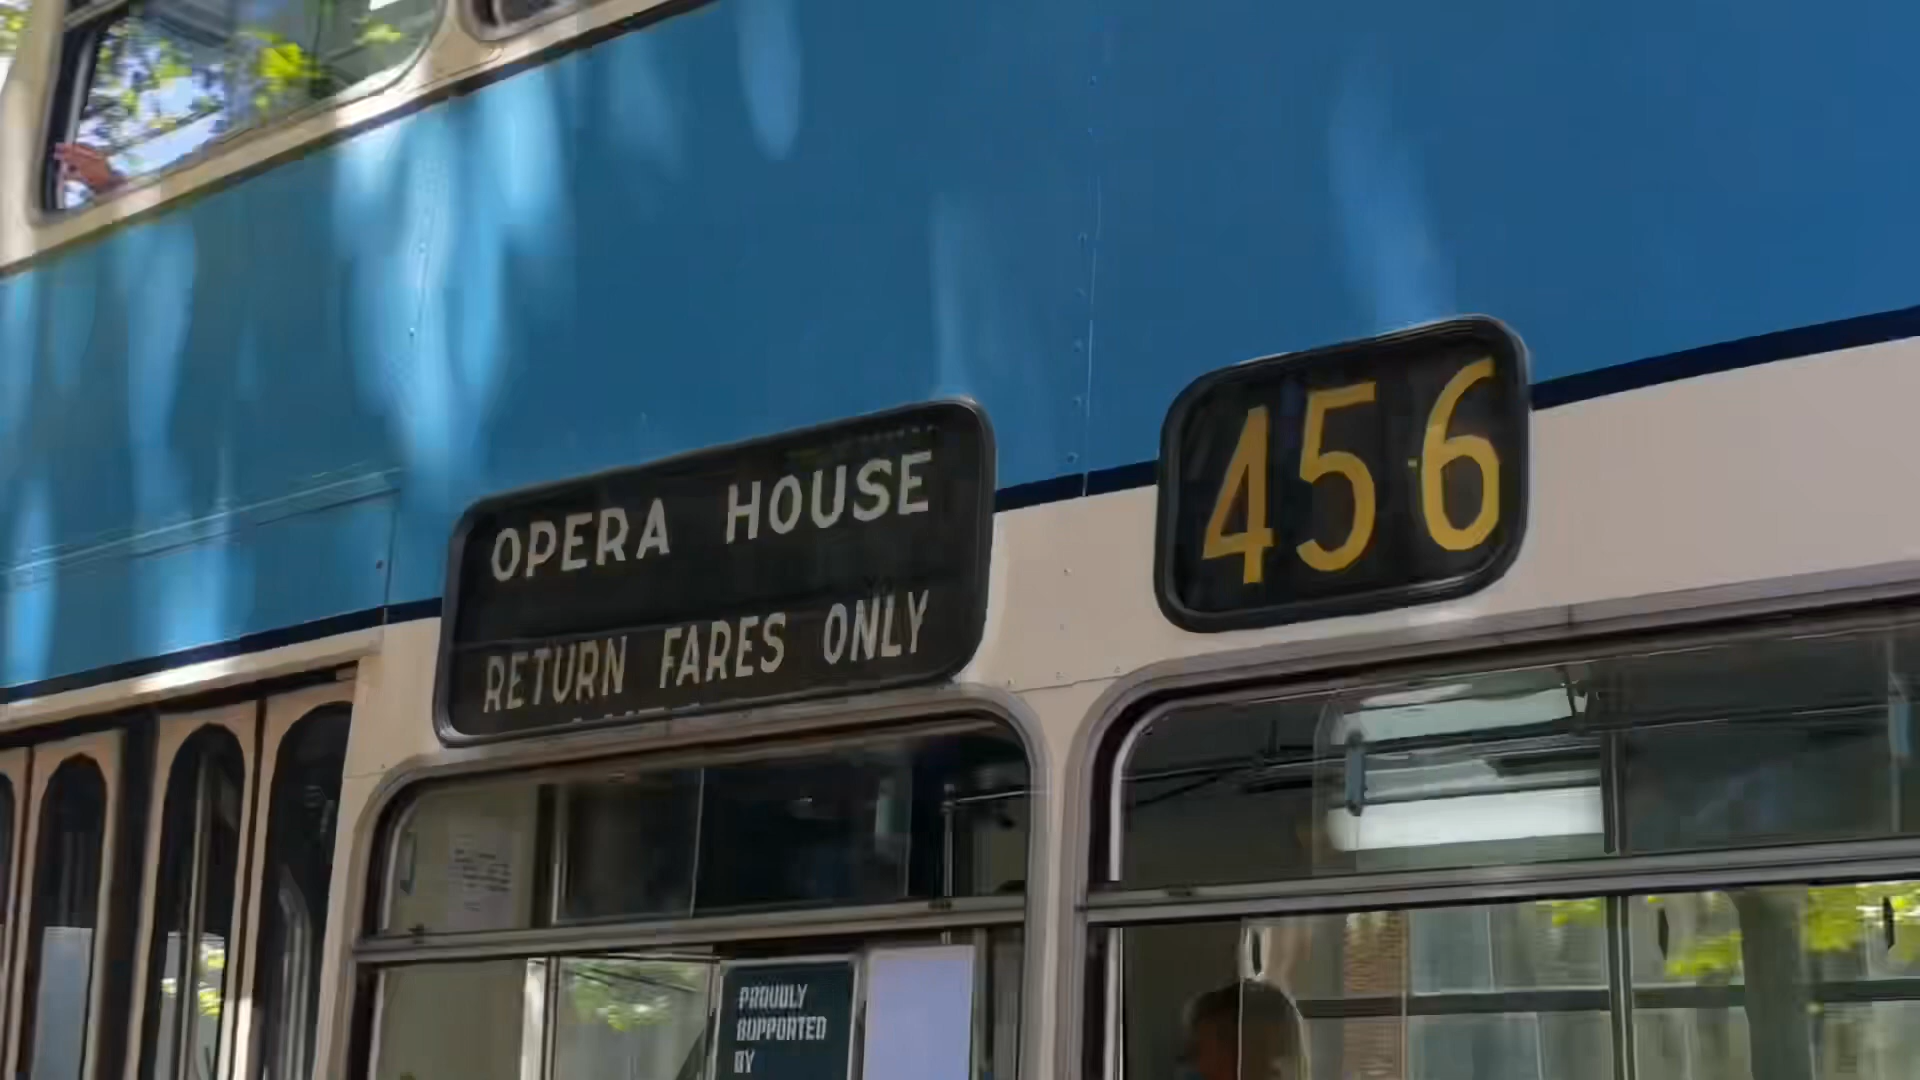 OPERA HOUSE
RETURN FARES ONLY
456
PROUDLY
SUPPORTED
BY